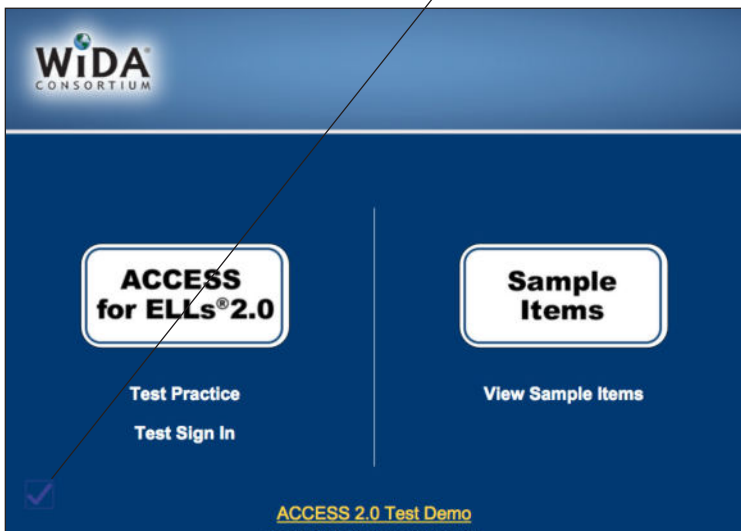 WiDA®
CONSORTIUM
ACCESS
for ELLs®2.0
Test Practice
Test Sign In
Sample
Items
View Sample Items
ACCESS 2.0 Test Demo